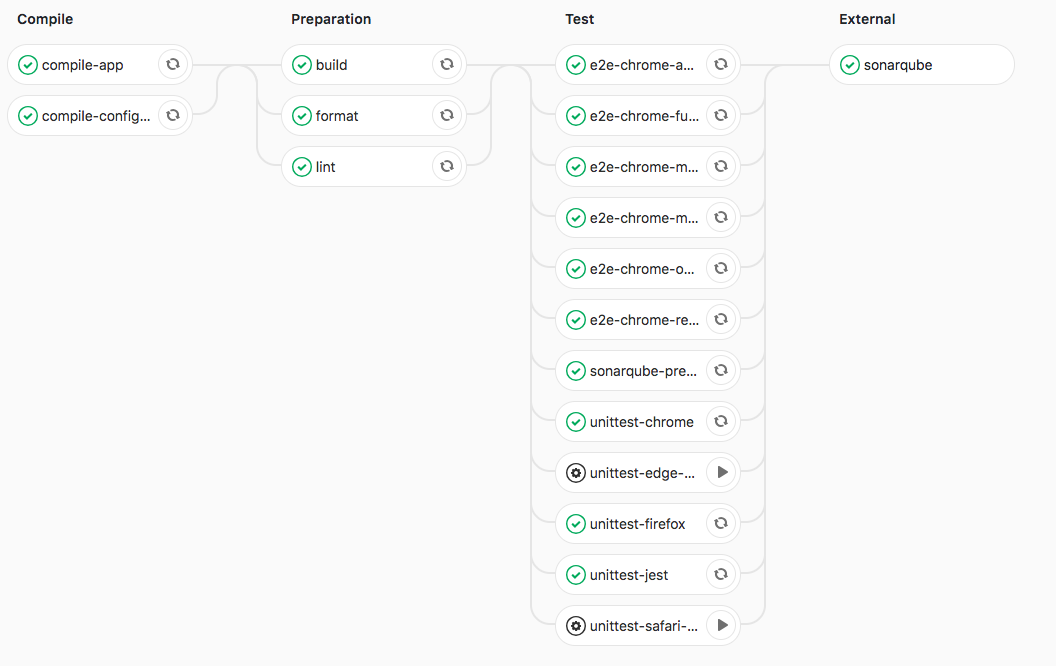 Compile
compile-app
compile-config...
Preparation
build
format
lint
Test
e2e-chrome-a...
e2e-chrome-fu...
e2e-chrome-m...
e2e-chrome-m...
e2e-chrome-o...
e2e-chrome-re...
sonarqube-pre...
unittest-chrome
unittest-edge-...
unittest-firefox
unittest-jest
unittest-safari-...
External
sonarqube